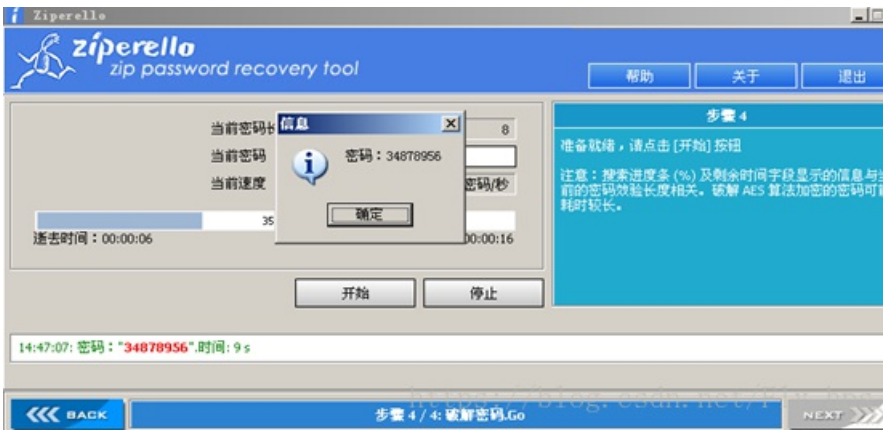 Ziperello
ziperello
zip password recovery tool
帮助
关于
退出
当前密码长
8
当前密码
当前速度
密码/秒
35
逝去时间：00:00:06
00:00:16
信息
密码：34878956
确定
开始
停止
步骤 4
准备就绪，请点击 [开始] 按钮
注意：搜索进度条 (%) 及剩余时间字段显示的信息与当
前的密码效验长度相关。破解 AES 算法加密的密码可能
耗时较长。
14:47:07: 密码："34878956".时间: 9 s
BACK
步骤 4 / 4: 破解密码.Go
NEXT